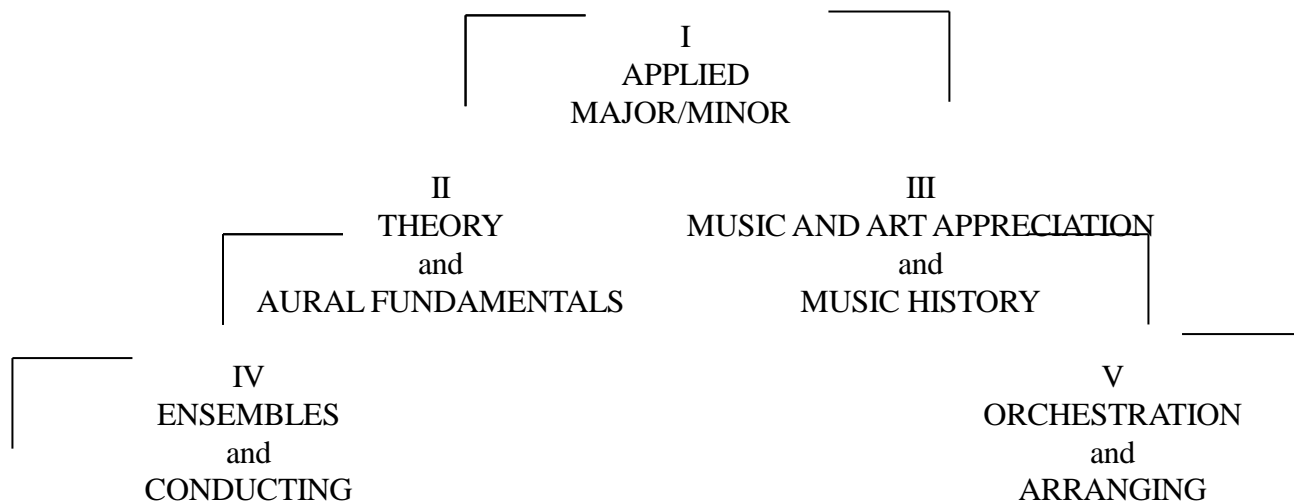 I
APPLIED
MAJOR/MINOR
II
THEORY
and
AURAL FUNDAMENTALS
III
MUSIC AND ART APPRECIATION
and
MUSIC HISTORY
IV
ENSEMBLES
and
CONDUCTING
V
ORCHESTRATION
and
ARRANGING